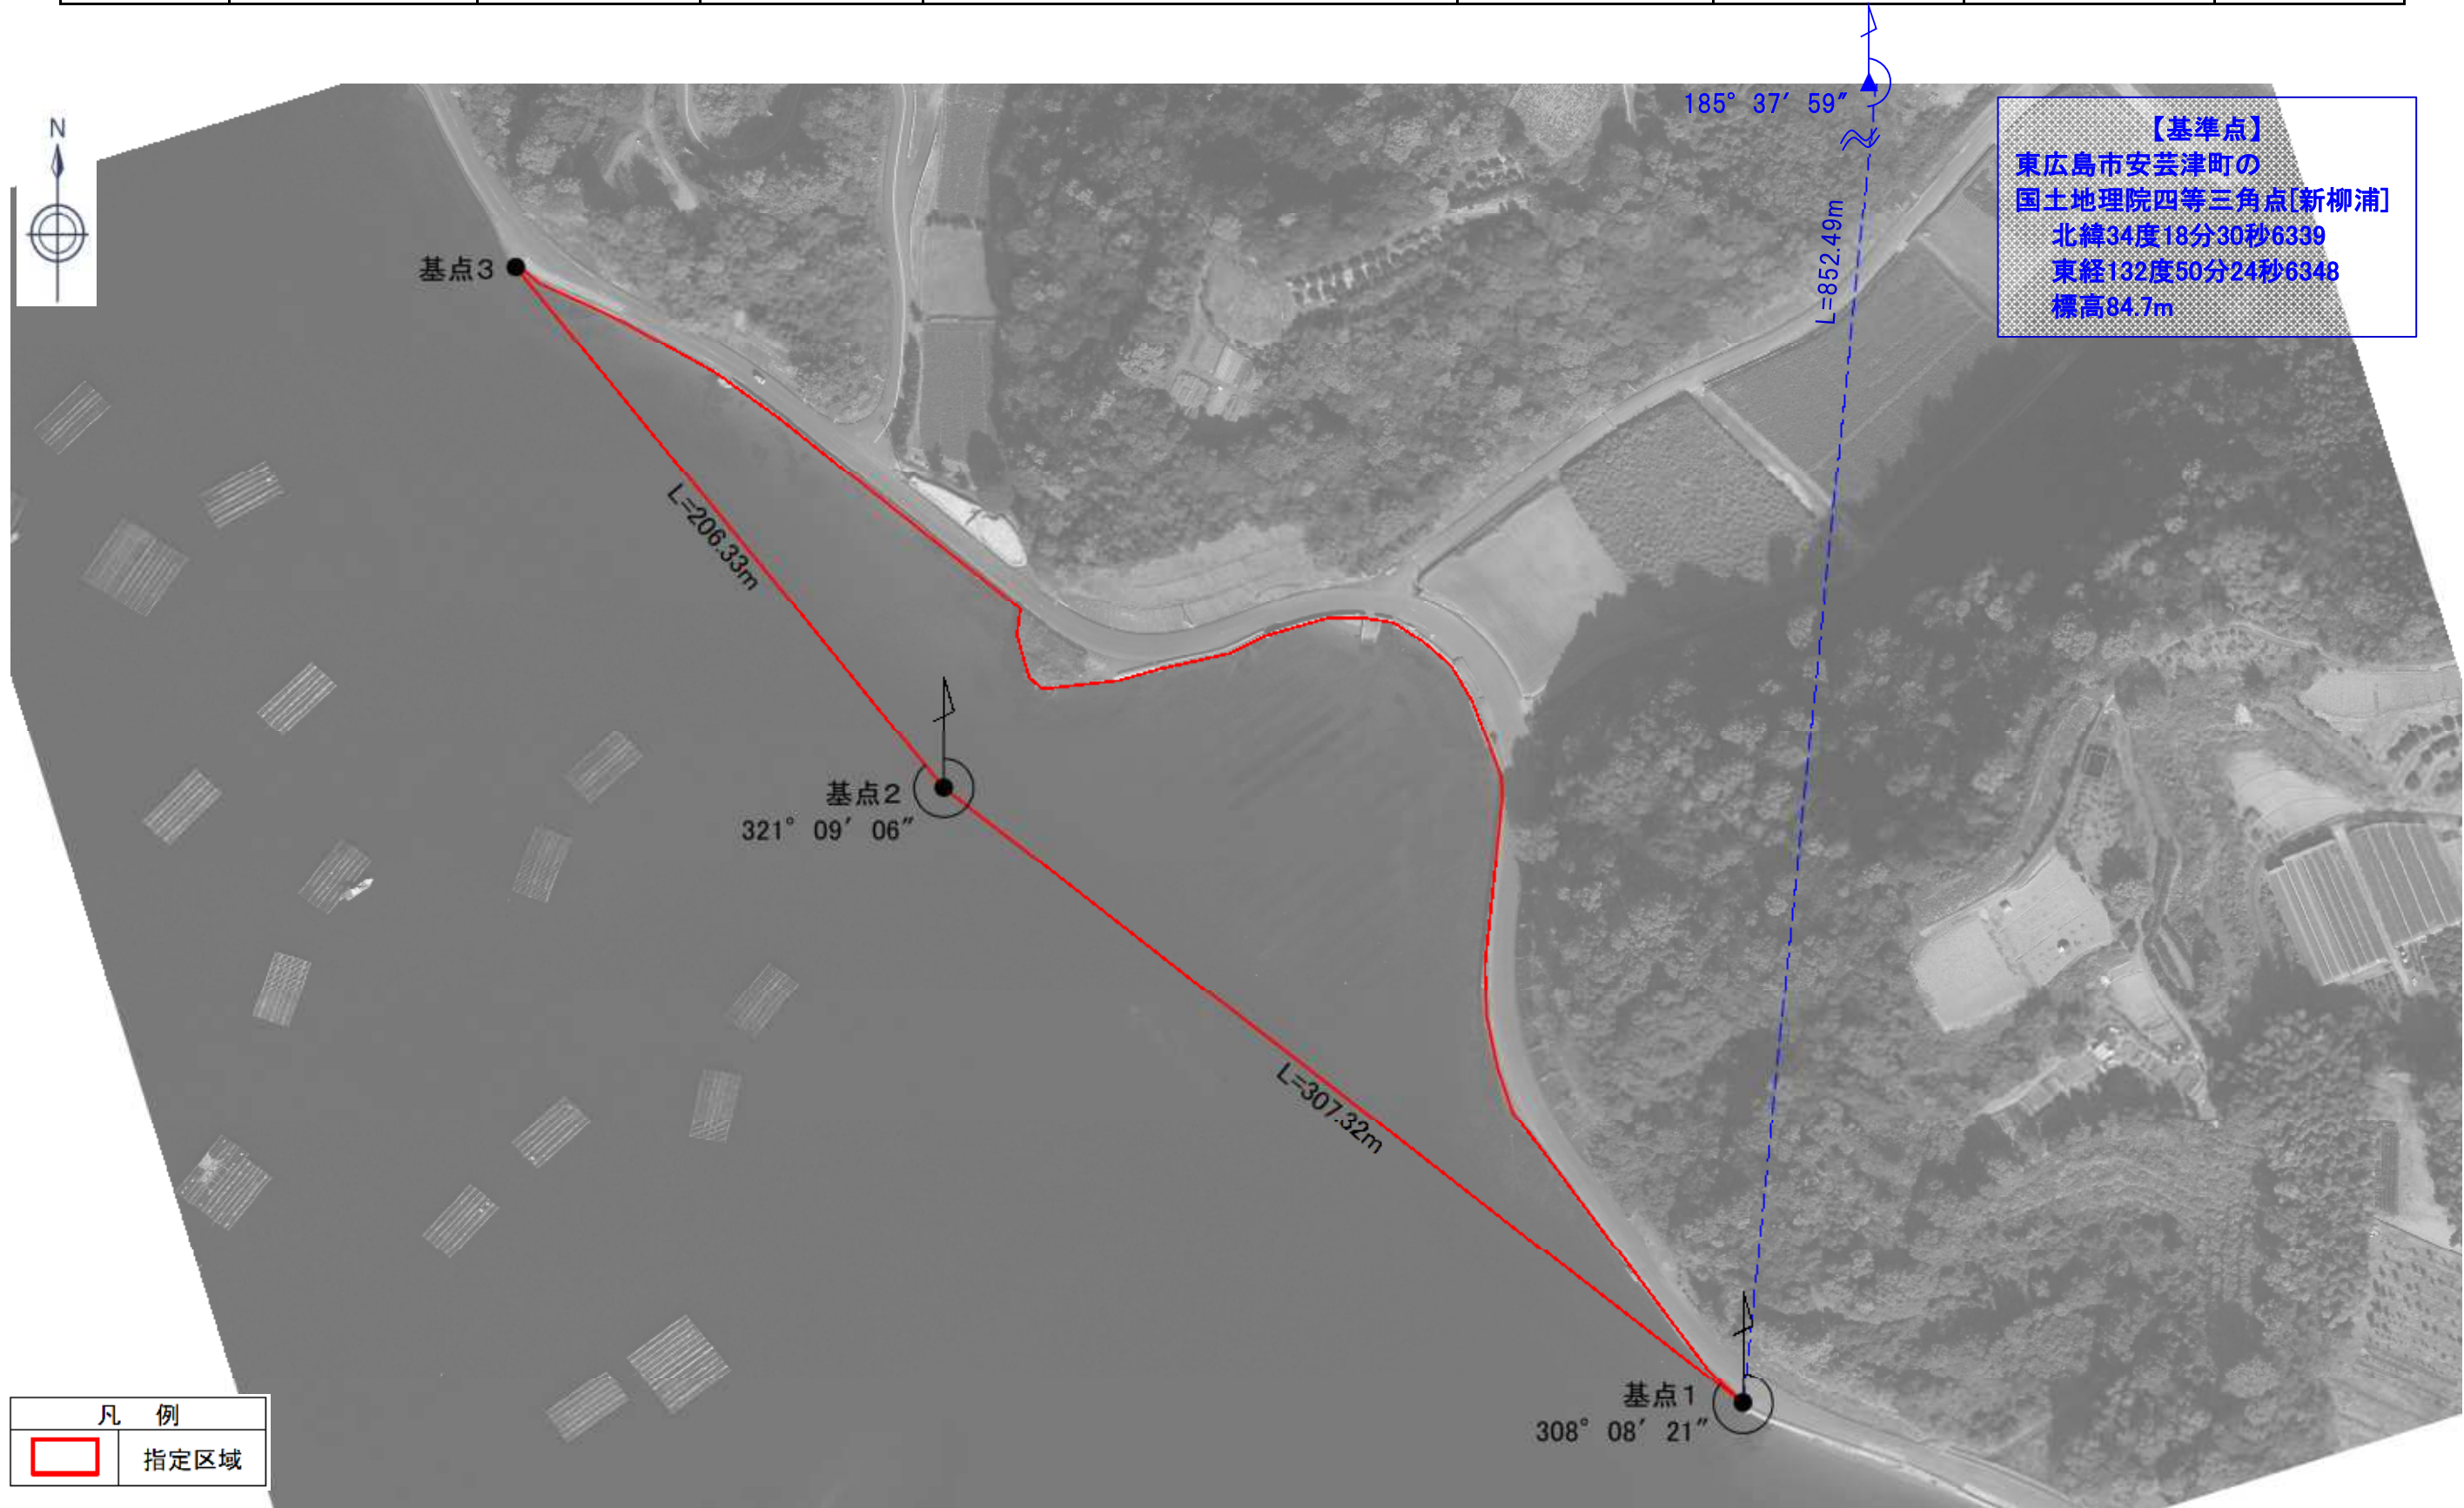 185°37′59″
N
【基準点】
東広島市安芸津町の
国土地理院四等三角点[新柳浦]
北緯34度18分30秒6339
東経132度50分24秒6348
標高84.7m
L=852.49m
基点3
L=206.33m
基点2
321°09′06″
L=307.32m
基点1
308°08′21″
凡 例
指定区域